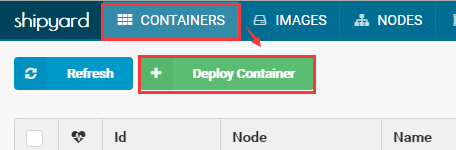 shipyard CONTAINERS IMAGES NODES
Refresh Deploy Container
Id Node Name